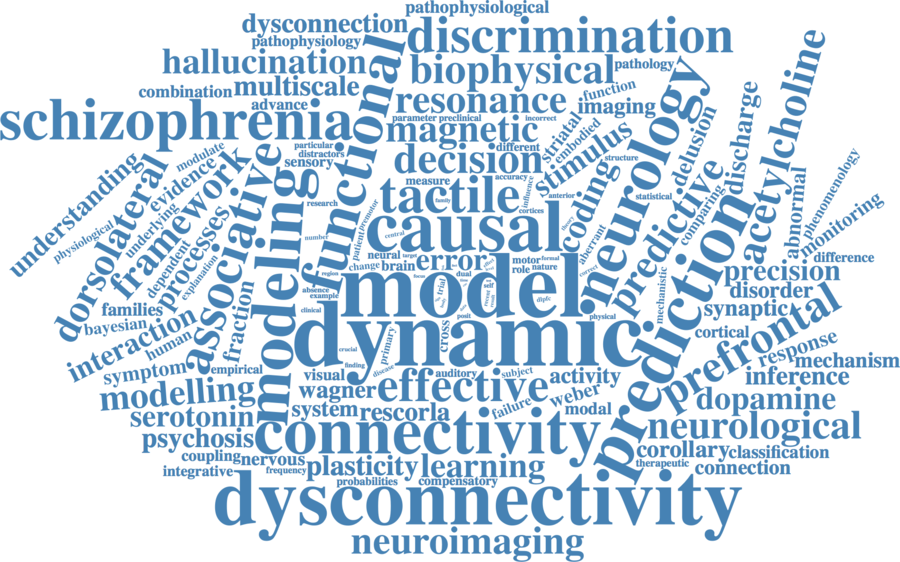 pathophysiological
dysconnection
discrimination
pathophysiology
hallucination
biophysical
pathology
combination
multiscale
functional
resonance
function
imaging
advance
schizophrenia
parameter
preclinical
incorrect
magnetic
striatal
embodied
neurology
acetylcholine
discharge
delusion
particular
distractors
sensory
different
decision
stimulus
structure
accuracy
modulate
understanding
dorsolateral
evidence
framework
associative
physiological
underlying
dependent
processes
explanation
research
measure
family
tactile
influence
anterior
cortices
coding
statistical
predictive
comparing
abnormal
phenomenology
monitoring
premotor
patient
central
causal
theory
aberrant
number
modeling
neural
target
change
brain
error
motor
formal
role
nature
correct
prediction
difference
precision
disorder
region
focus
dual
self
trial
recent
result
model
dlpfc
mechanistic
absence
example
clinical
posit
physical
synaptic
families
bayesian
interaction
human
fraction
dynamic
cross
primary
crucial
finding
disease
cortical
prefrontal
response
mechanism
symptom
empirical
visual
auditory
subject
activity
inference
modelling
wagner
effective
weber
dopamine
serotonin
system
rescorla
failure
modal
neurological
psychosis
connectivity
corollary
classification
coupling
nervous
integrative
frequency
plasticity
learning
therapeutic
connection
probabilities
compensatory
dysconnectivity
neuroimaging